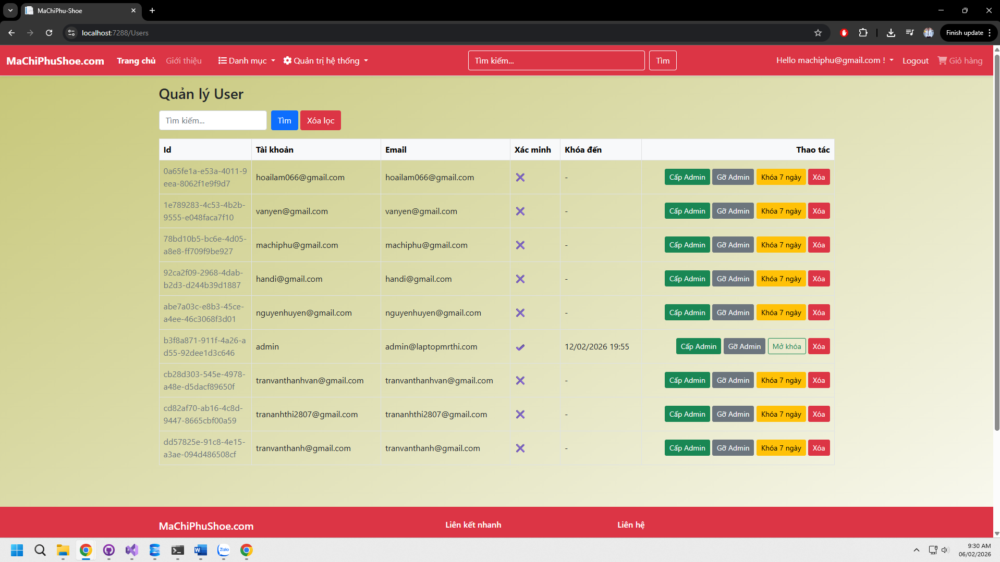 MaChiPhu-Shoe
localhost:7288/Users
Finish update
MaChiPhuShoe.com
Trang chủ
Giới thiệu
Danh mục
Quản trị hệ thống
Tìm kiếm...
Tìm
Hello machiphu@gmail.com !
Logout
Giỏ hàng
Quản lý User
Tìm kiếm...
Tìm
Xóa lọc
Id Tài khoản Email Xác minh Khóa đến Thao tác
0a65fe1a-e53a-4011-9
eea-8062f1e9f9d7
hoailam066@gmail.com hoailam066@gmail.com - Cấp Admin Gỡ Admin Khóa 7 ngày Xóa
1e789283-4c53-4b2b-
9555-e048faca7f10
vanyen@gmail.com vanyen@gmail.com - Cấp Admin Gỡ Admin Khóa 7 ngày Xóa
78bd10b5-bc6e-4d05-
a8e8-ff709f9be927
machiphu@gmail.com machiphu@gmail.com - Cấp Admin Gỡ Admin Khóa 7 ngày Xóa
92ca2f09-2968-4dab-
b2d3-d244b39d1887
handi@gmail.com handi@gmail.com - Cấp Admin Gỡ Admin Khóa 7 ngày Xóa
abe7a03c-e8b3-45ce-
a4ee-46c3068f3d01
nguyenhuyen@gmail.com nguyenhuyen@gmail.com - Cấp Admin Gỡ Admin Khóa 7 ngày Xóa
b3f8a871-911f-4a26-a
d55-92dee1d3c646
admin admin@laptopmrthi.com 12/02/2026 19:55 Cấp Admin Gỡ Admin Mở khóa Xóa
cb28d303-545e-4978-
a48e-d5dacf89650f
tranvanthanhvan@gmail.com tranvanthanhvan@gmail.com - Cấp Admin Gỡ Admin Khóa 7 ngày Xóa
cd82af70-ab16-4c8d-
9447-8665cbf00a59
trananhthi2807@gmail.com trananhthi2807@gmail.com - Cấp Admin Gỡ Admin Khóa 7 ngày Xóa
dd57825e-91c8-4e15-
a3ae-094d486508cf
tranvanthanh@gmail.com tranvanthanh@gmail.com - Cấp Admin Gỡ Admin Khóa 7 ngày Xóa
MaChiPhuShoe.com
Liên kết nhanh
Liên hệ
Zalo
9:30 AM
06/02/2026